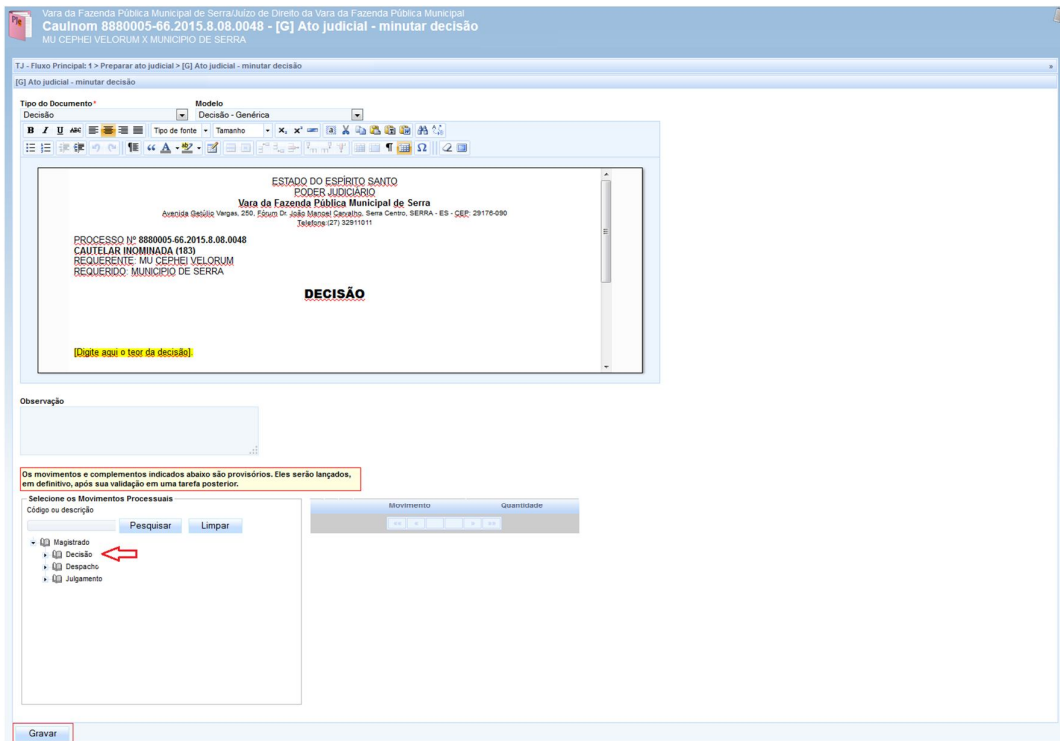 Vara da Fazenda Pública Municipal de Serra/Juízo de Direito da Vara da Fazenda Pública Municipal
CauInom 8880005-66.2015.8.08.0048 - [G] Ato judicial - minutar decisão
MU CEPHEI VELORUM X MUNICIPIO DE SERRA
TJ - Fluxo Principal: 1 > Preparar ato judicial > [G] Ato judicial - minutar decisão »
[G] Ato judicial - minutar decisão
Tipo do Documento* Modelo
Decisão Decisão - Genérica
B I U ABC Tipo de fonte Tamanho
ESTADO DO ESPÍRITO SANTO
PODER JUDICIÁRIO
Vara da Fazenda Pública Municipal de Serra
Avenida Getúlio Vargas, 250, Fórum Dr. João Manoel Carvalho, Serra Centro, SERRA - ES - CEP: 29176-090
Telefone:(27) 32911011
PROCESSO Nº 8880005-66.2015.8.08.0048
CAUTELAR INOMINADA (183)
REQUERENTE: MU CEPHEI VELORUM
REQUERIDO: MUNICIPIO DE SERRA
DECISÃO
[Digite aqui o teor da decisão].
Observação
Os movimentos e complementos indicados abaixo são provisórios. Eles serão lançados,
em definitivo, após sua validação em uma tarefa posterior.
Selecione os Movimentos Processuais
Código ou descrição
Movimento Quantidade
Pesquisar Limpar
Magistrado
Decisão
Despacho
Julgamento
Gravar